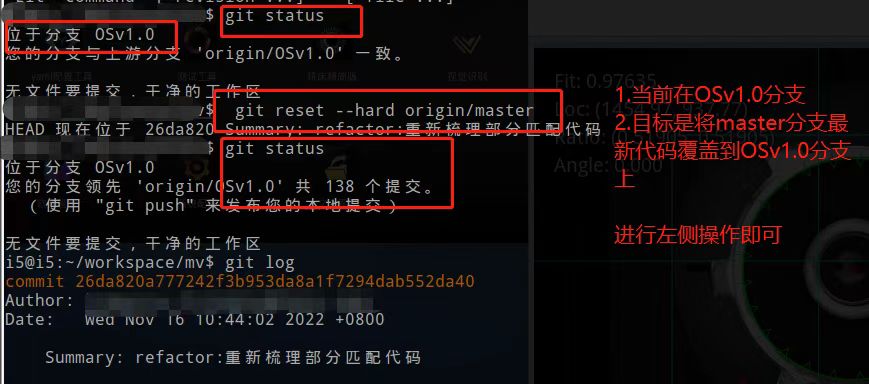 $ git status
位于分支 OSv1.0
您的分支与上游分支 'origin/OSv1.0' 一致。
无文件要提交，干净的工作区
$ git reset --hard origin/master
HEAD 现在位于 26da820 Summary: refactor:重新梳理部分匹配代码
$ git status
位于分支 OSv1.0
您的分支领先 'origin/OSv1.0' 共 138 个提交。
（使用 "git push" 来发布您的本地提交）
无文件要提交，干净的工作区
i5@i5:~/workspace/mv$ git log
commit 26da820a777242f3b953da8a1f7294dab552da40
Author:
Date: Wed Nov 16 10:44:02 2022 +0800
Summary: refactor:重新梳理部分匹配代码
Fit: 0.97635
Angle: 0.000
1.当前在OSv1.0分支
2.目标是将master分支最
新代码覆盖到OSv1.0分支
上
进行左侧操作即可